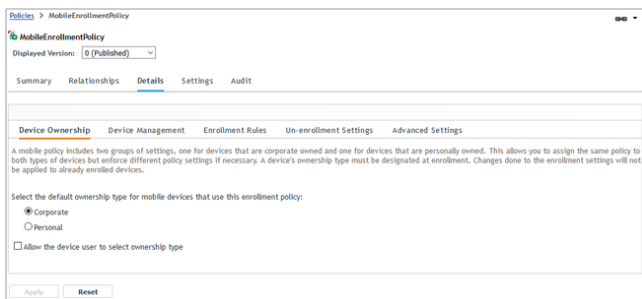 Policies > MobileEnrollmentPolicy
MobileEnrollmentPolicy
Displayed Version: 0 (Published)
Summary Relationships Details Settings Audit
Device Ownership Device Management Enrollment Rules Un-enrollment Settings Advanced Settings
A mobile policy includes two groups of settings, one for devices that are corporate owned and one for devices that are personally owned. This allows you to assign the same policy to
both types of devices but enforce different policy settings if necessary. A device's ownership type must be designated at enrollment. Changes done to the enrollment settings will not
be applied to already enrolled devices.
Select the default ownership type for mobile devices that use this enrollment policy:
Corporate
Personal
Allow the device user to select ownership type
Apply Reset